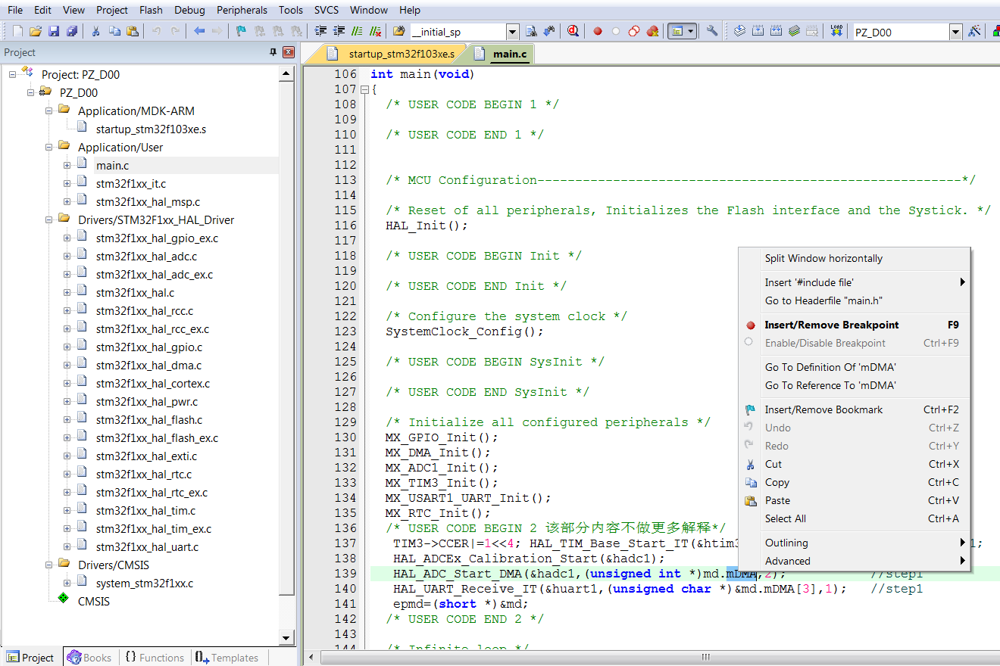 File Edit View Project Flash Debug Peripherals Tools SVCS Window Help
__initial_sp LOAD PZ_D00
Project
startup_stm32f103xe.s main.c
Project: PZ_D00
PZ_D00
Application/MDK-ARM
startup_stm32f103xe.s
Application/User
main.c
stm32f1xx_it.c
stm32f1xx_hal_msp.c
Drivers/STM32F1xx_HAL_Driver
stm32f1xx_hal_gpio_ex.c
stm32f1xx_hal_adc.c
stm32f1xx_hal_adc_ex.c
stm32f1xx_hal.c
stm32f1xx_hal_rcc.c
stm32f1xx_hal_rcc_ex.c
stm32f1xx_hal_gpio.c
stm32f1xx_hal_dma.c
stm32f1xx_hal_cortex.c
stm32f1xx_hal_pwr.c
stm32f1xx_hal_flash.c
stm32f1xx_hal_flash_ex.c
stm32f1xx_hal_exti.c
stm32f1xx_hal_rtc.c
stm32f1xx_hal_rtc_ex.c
stm32f1xx_hal_tim.c
stm32f1xx_hal_tim_ex.c
stm32f1xx_hal_uart.c
Drivers/CMSIS
system_stm32f1xx.c
CMSIS
Project Books {} Functions Templates
106 int main(void)
107 {
108 /* USER CODE BEGIN 1 */
109
110 /* USER CODE END 1 */
111
112
113 /* MCU Configuration--------------------------------------------------------*/
114
115 /* Reset of all peripherals, Initializes the Flash interface and the Systick. */
116 HAL_Init();
117
118 /* USER CODE BEGIN Init */
119
120 /* USER CODE END Init */
121
122 /* Configure the system clock */
123 SystemClock_Config();
124
125 /* USER CODE BEGIN SysInit */
126
127 /* USER CODE END SysInit */
128
129 /* Initialize all configured peripherals */
130 MX_GPIO_Init();
131 MX_DMA_Init();
132 MX_ADC1_Init();
133 MX_TIM3_Init();
134 MX_USART1_UART_Init();
135 MX_RTC_Init();
136 /* USER CODE BEGIN 2 该部分内容不做更多解释*/
137 TIM3->CCER|=1<<4; HAL_TIM_Base_Start_IT(&htim3 1;
138 HAL_ADCEx_Calibration_Start(&hadc1);
139 HAL_ADC_Start_DMA(&hadc1,(unsigned int *)md.mDMA,2); //step1
140 HAL_UART_Receive_IT(&huart1,(unsigned char *)&md.mDMA[3],1); //step1
141 epmd=(short *)&md;
142 /* USER CODE END 2 */
143
144 /* Infinite loop */
Split Window horizontally
Insert '#include file'
Go to Headerfile "main.h"
Insert/Remove Breakpoint F9
Enable/Disable Breakpoint Ctrl+F9
Go To Definition Of 'mDMA'
Go To Reference To 'mDMA'
Insert/Remove Bookmark Ctrl+F2
Undo Ctrl+Z
Redo Ctrl+Y
Cut Ctrl+X
Copy Ctrl+C
Paste Ctrl+V
Select All Ctrl+A
Outlining
Advanced